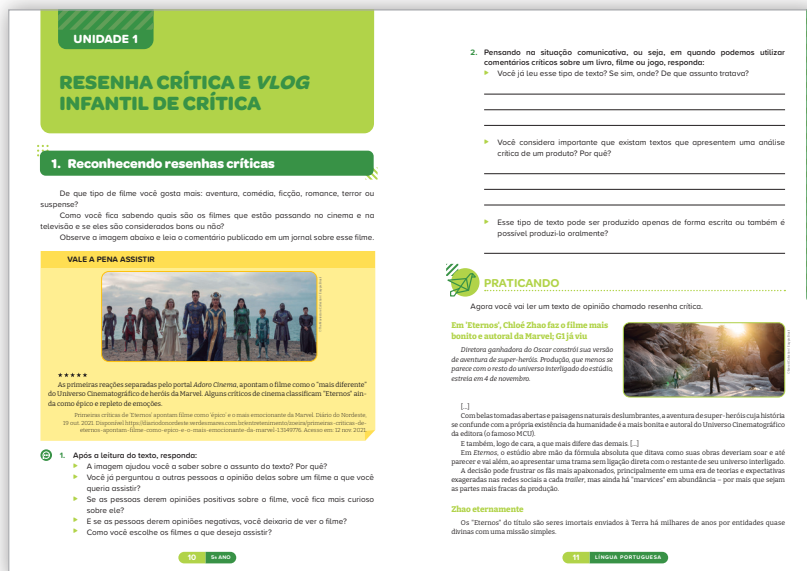 UNIDADE 1
RESENHA CRÍTICA E VLOG
INFANTIL DE CRÍTICA
1. Reconhecendo resenhas críticas
De que tipo de filme você gosta mais: aventura, comédia, ficção, romance, terror ou
suspense?
Como você fica sabendo quais são os filmes que estão passando no cinema e na
televisão e se eles são considerados bons ou não?
Observe a imagem abaixo e leia o comentário publicado em um jornal sobre esse filme.
VALE A PENA ASSISTIR
★★★★★
As primeiras reações separadas pelo portal Adoro Cinema, apontam o filme como o "mais diferente"
do Universo Cinematográfico de heróis da Marvel. Alguns críticos de cinema classificam "Eternos" ain-
da como épico e repleto de emoções.
Primeiras críticas de 'Eternos' apontam filme como 'épico' e o mais emocionante da Marvel. Diário do Nordeste,
19 out. 2021. Disponível https://diariodonordeste.verdesmares.com.br/entretenimento/zoeira/primeiras-criticas-de-
eternos-apontam-filme-como-epico-e-o-mais-emocionante-da-marvel-1.3149776. Acesso em: 12 nov 2021.
1. Após a leitura do texto, responda:
A imagem ajudou você a saber sobre o assunto do texto? Por quê?
Você já perguntou a outras pessoas a opinião delas sobre um filme a que você
queria assistir?
Se as pessoas derem opiniões positivas sobre o filme, você fica mais curioso
sobre ele?
E se as pessoas derem opiniões negativas, você deixaria de ver o filme?
Como você escolhe os filmes a que deseja assistir?
10 5º ANO
2. Pensando na situação comunicativa, ou seja, em quando podemos utilizar
comentários críticos sobre um livro, filme ou jogo, responda:
Você já leu esse tipo de texto? Se sim, onde? De que assunto tratava?
Você considera importante que existam textos que apresentem uma análise
crítica de um produto? Por quê?
Esse tipo de texto pode ser produzido apenas de forma escrita ou também é
possível produzi-lo oralmente?
PRATICANDO
Agora você vai ler um texto de opinião chamado resenha crítica.
Em 'Eternos', Chloé Zhao faz o filme mais
bonito e autoral da Marvel; G1 já viu
Diretora ganhadora do Oscar constrói sua versão
de aventura de super-heróis. Produção, que menos se
parece com o resto do universo interligado do estúdio,
estreia em 4 de novembro.
[...]
Com belas tomadas abertas e paisagens naturais deslumbrantes, a aventura de super-heróis cuja história
se confunde com a própria existência da humanidade é a mais bonita e autoral do Universo Cinematográfico
da editora (o famoso MCU).
E também, logo de cara, a que mais difere das demais. [...]
Em Eternos, o estúdio abre mão da fórmula absoluta que ditava como suas obras deveriam soar e até
parecer e vai além, ao apresentar uma trama sem ligação direta com o restante de seu universo interligado.
A decisão pode frustrar os fãs mais apaixonados, principalmente em uma era de teorias e expectativas
exageradas nas redes sociais a cada trailer, mas ainda há "marvices" em abundância – por mais que sejam
as partes mais fracas da produção.
Zhao eternamente
Os "Eternos" do título são seres imortais enviados à Terra há milhares de anos por entidades quase
divinas com uma missão simples.
11 LÍNGUA PORTUGUESA